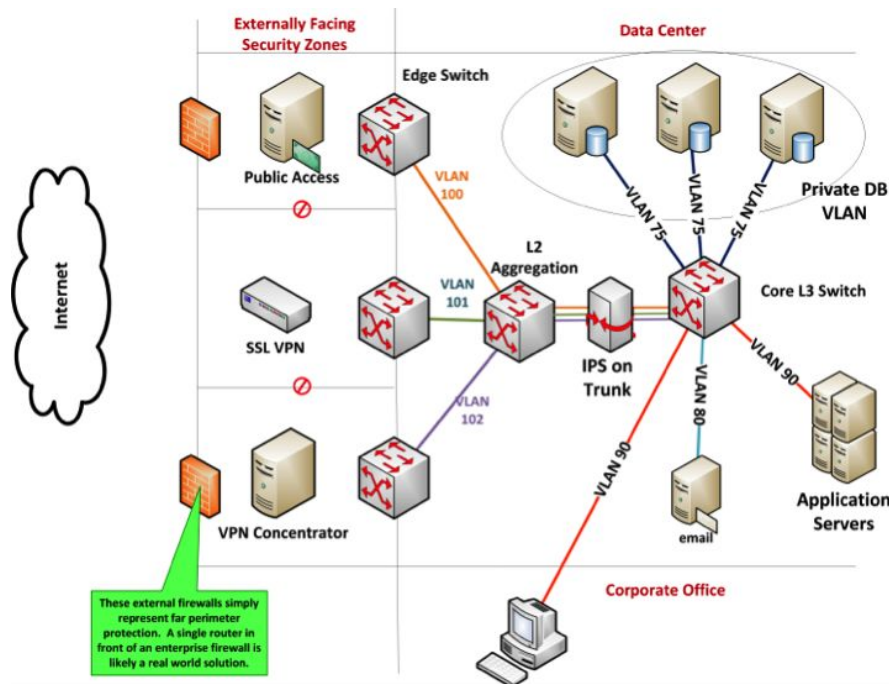 Externally Facing
Security Zones
Data Center
Edge Switch
Public Access
VLAN
100
Private DB
VLAN
VLAN 75
VLAN 75
VLAN 75
L2
Aggregation
Internet
VLAN
101
Core L3 Switch
SSL VPN
IPS on
Trunk
VLAN 90
VLAN
102
VLAN 80
VLAN 90
VPN Concentrator
Application
Servers
email
Corporate Office
These external firewalls simply
represent far perimeter
protection. A single router in
front of an enterprise firewall is
likely a real world solution.